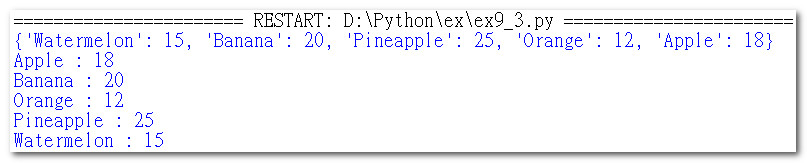 ======================= RESTART: D:\Python\ex\ex9_3.py =======================
{'Watermelon': 15, 'Banana': 20, 'Pineapple': 25, 'Orange': 12, 'Apple': 18}
Apple : 18
Banana : 20
Orange : 12
Pineapple : 25
Watermelon : 15